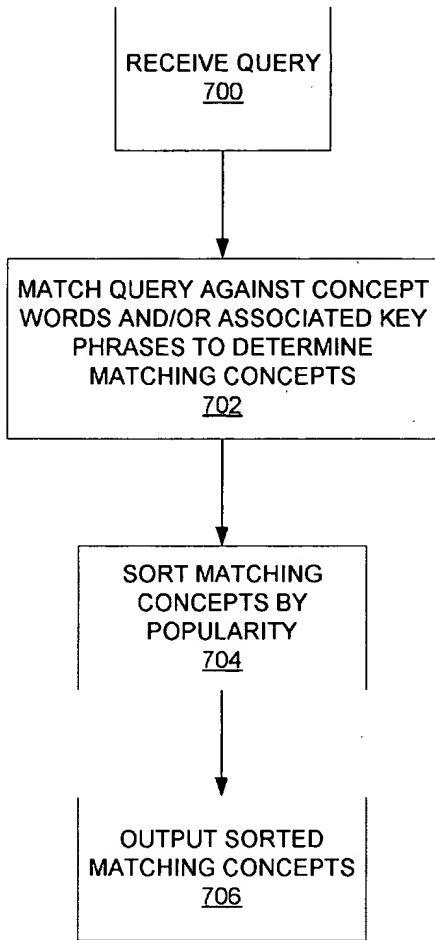 RECEIVE QUERY
700
MATCH QUERY AGAINST CONCEPT
WORDS AND/OR ASSOCIATED KEY
PHRASES TO DETERMINE
MATCHING CONCEPTS
702
SORT MATCHING
CONCEPTS BY
POPULARITY
704
OUTPUT SORTED
MATCHING CONCEPTS
706